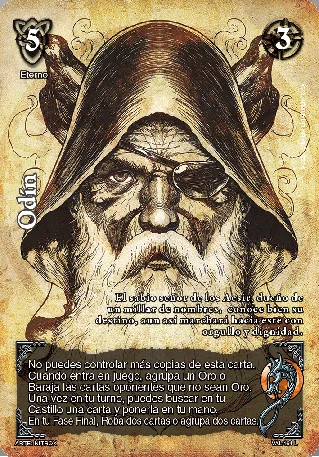 5
3
Eterno
Odín
El sabio señor de los Aesir, dueño de
un millar de nombres, conoce bien su
destino, aun así marchará hacia este con
orgullo y dignidad.
No puedes controlar más copias de esta carta.
Cuando entra en juego, agrupa un Oro o
Baraja las cartas oponentes que no sean Oro.
Una vez en tu turno, puedes buscar en tu
Castillo una carta y ponerla en tu mano.
En tu Fase Final, Roba dos cartas o agrupa dos cartas.